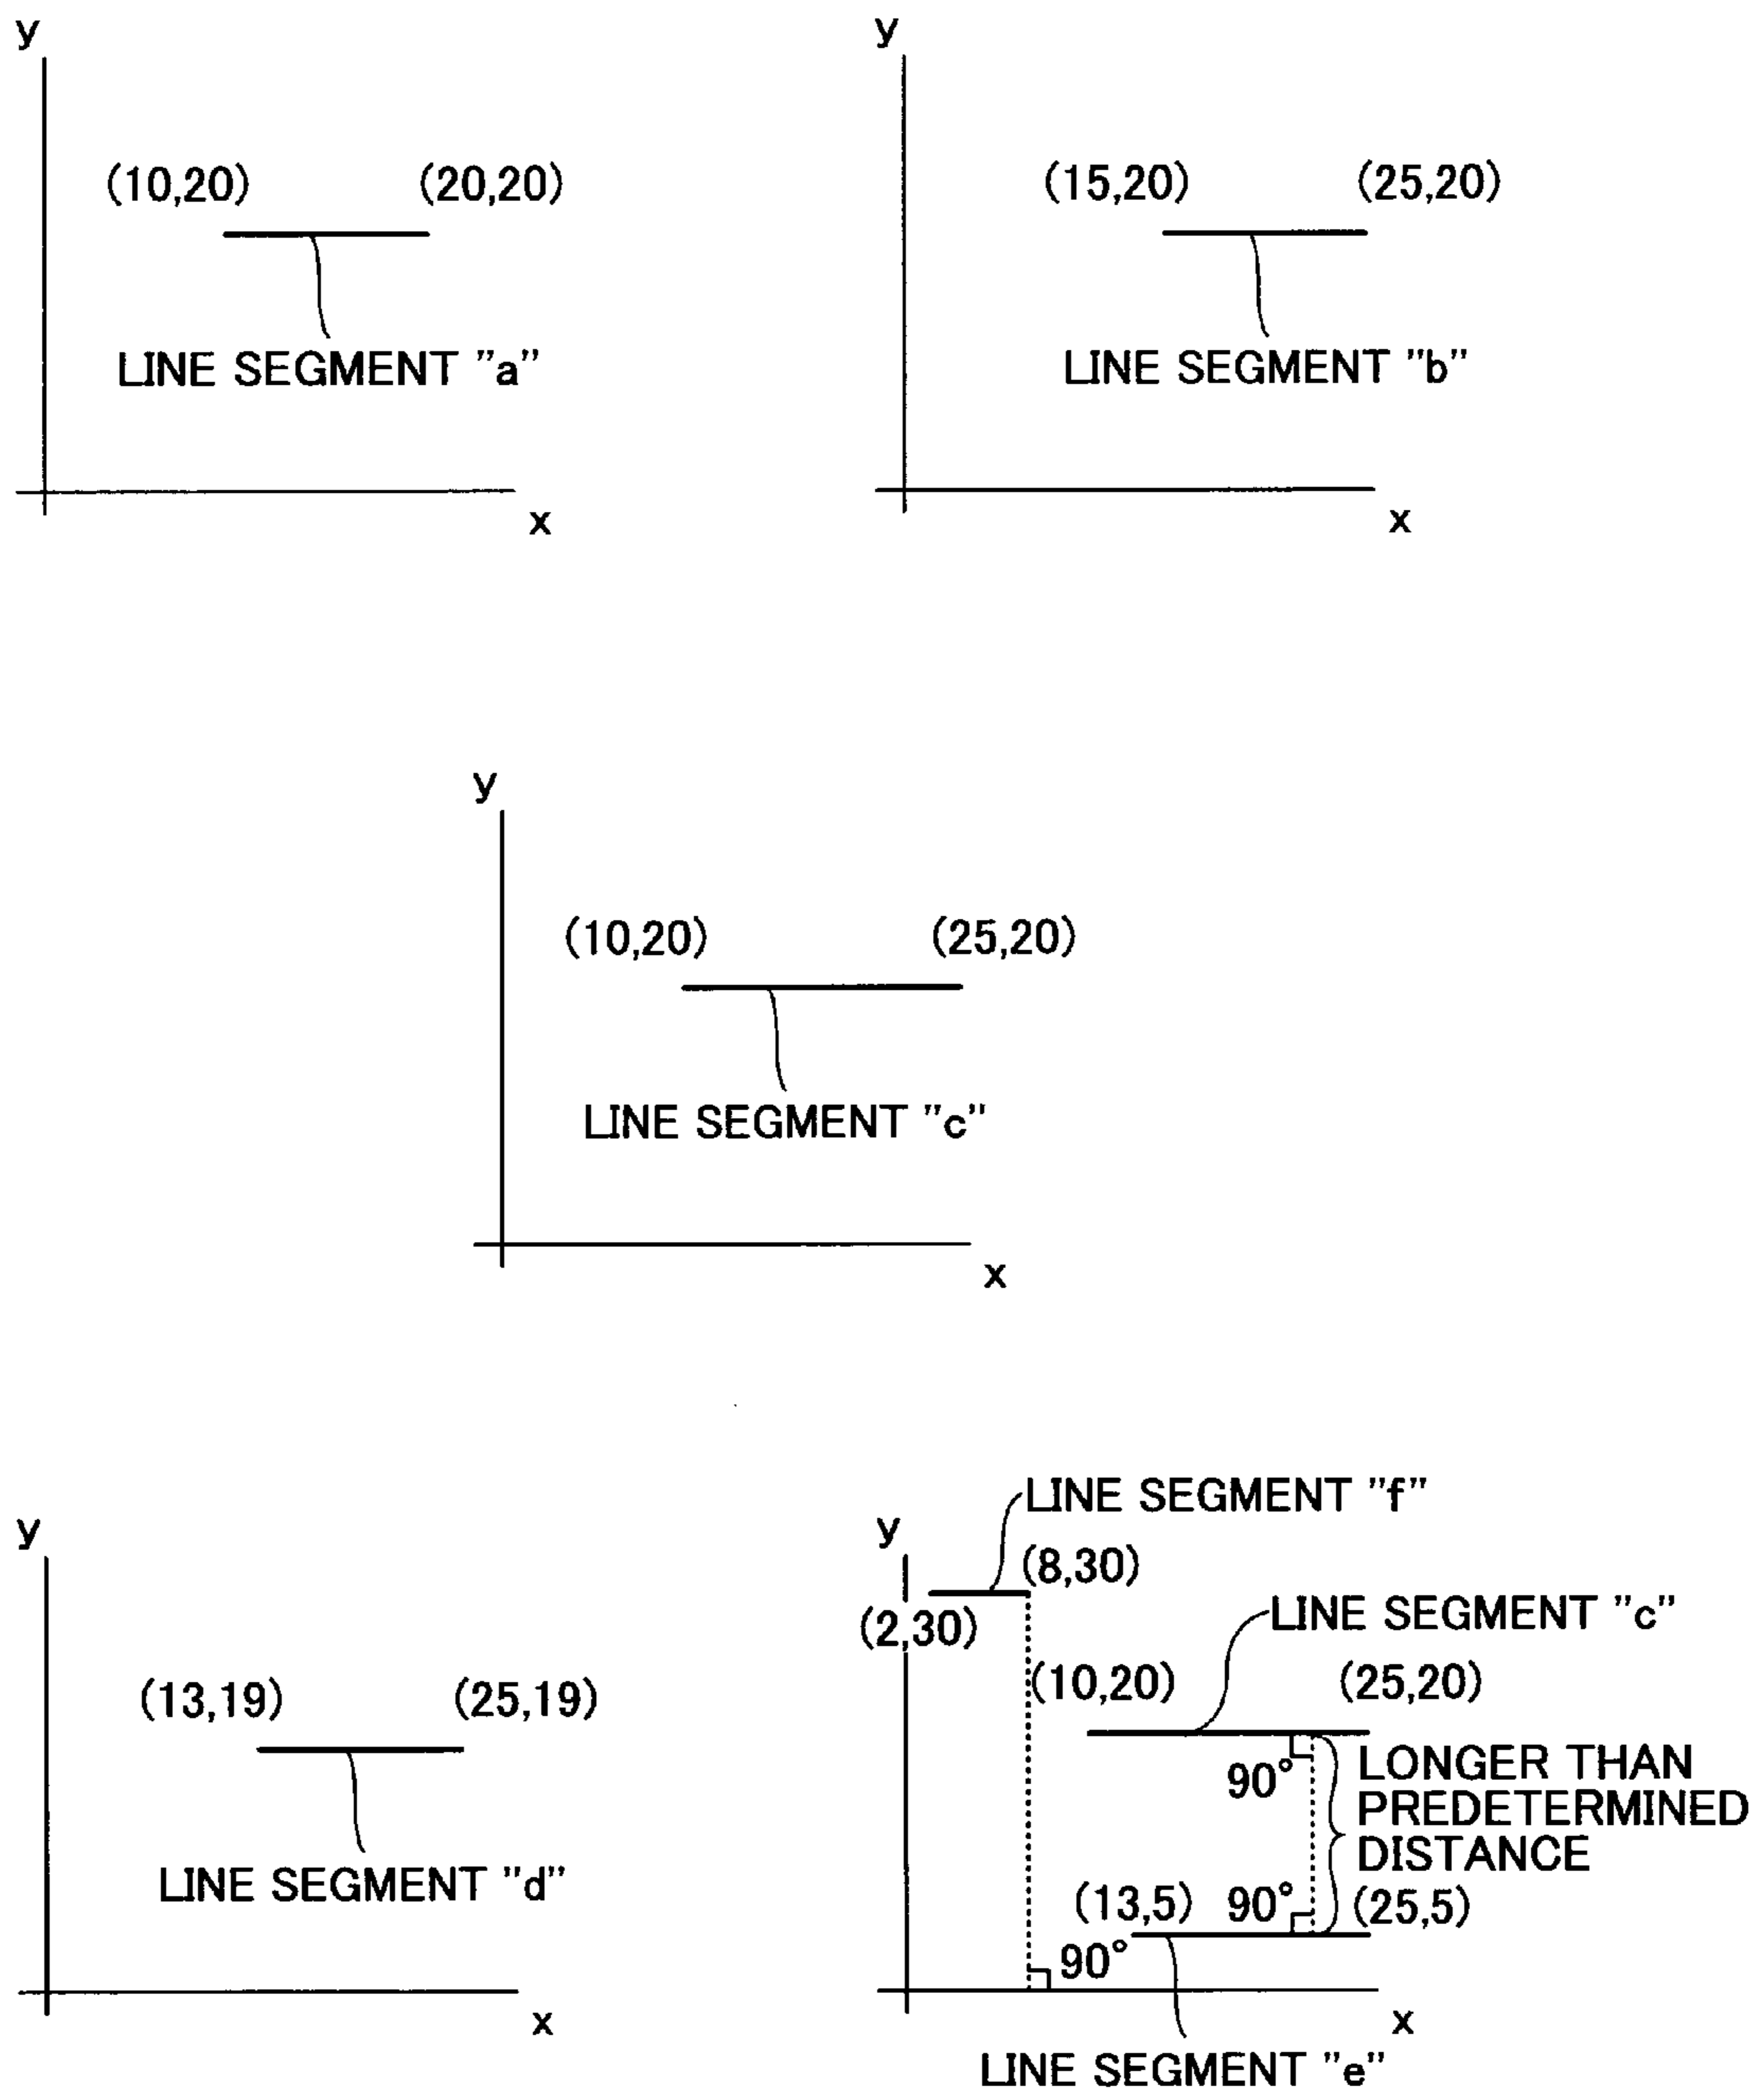 y
(10,20) (20,20)
LINE SEGMENT "a"
x
y
(15,20) (25,20)
LINE SEGMENT "b"
x
y
(10,20) (25,20)
LINE SEGMENT "c"
x
y
(13,19) (25,19)
LINE SEGMENT "d"
x
LINE SEGMENT "f"
y
(8,30)
(2,30)
LINE SEGMENT "c"
(10,20) (25,20)
90°
LONGER THAN
PREDETERMINED
DISTANCE
(13,5) 90° (25,5)
90°
x
LINE SEGMENT "e"